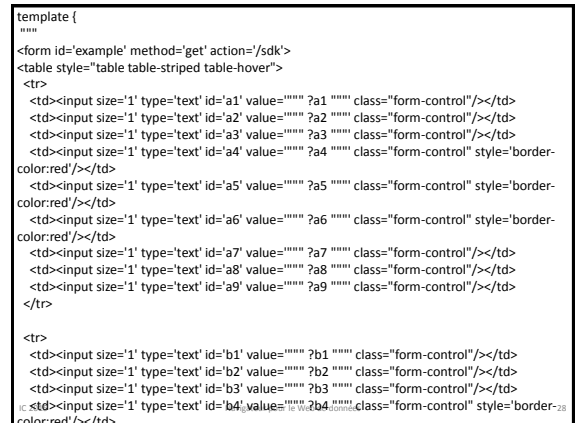 template {
"""
<form id='example' method='get' action='/sdk'>
<table style="table table-striped table-hover">
<tr>
<td><input size='1' type='text' id='a1' value='""" ?a1 """' class="form-control"/></td>
<td><input size='1' type='text' id='a2' value='""" ?a2 """' class="form-control"/></td>
<td><input size='1' type='text' id='a3' value='""" ?a3 """' class="form-control"/></td>
<td><input size='1' type='text' id='a4' value='""" ?a4 """' class="form-control" style='border-
color:red'/></td>
<td><input size='1' type='text' id='a5' value='""" ?a5 """' class="form-control" style='border-
color:red'/></td>
<td><input size='1' type='text' id='a6' value='""" ?a6 """' class="form-control" style='border-
color:red'/></td>
<td><input size='1' type='text' id='a7' value='""" ?a7 """' class="form-control"/></td>
<td><input size='1' type='text' id='a8' value='""" ?a8 """' class="form-control"/></td>
<td><input size='1' type='text' id='a9' value='""" ?a9 """' class="form-control"/></td>
</tr>
<tr>
<td><input size='1' type='text' id='b1' value='""" ?b1 """' class="form-control"/></td>
<td><input size='1' type='text' id='b2' value='""" ?b2 """' class="form-control"/></td>
<td><input size='1' type='text' id='b3' value='""" ?b3 """' class="form-control"/></td>
<td><input size='1' type='text' id='b4' value='""" ?b4 """' class="form-control" style='border-
color:red'/></td>
IC pour le Web de données 28